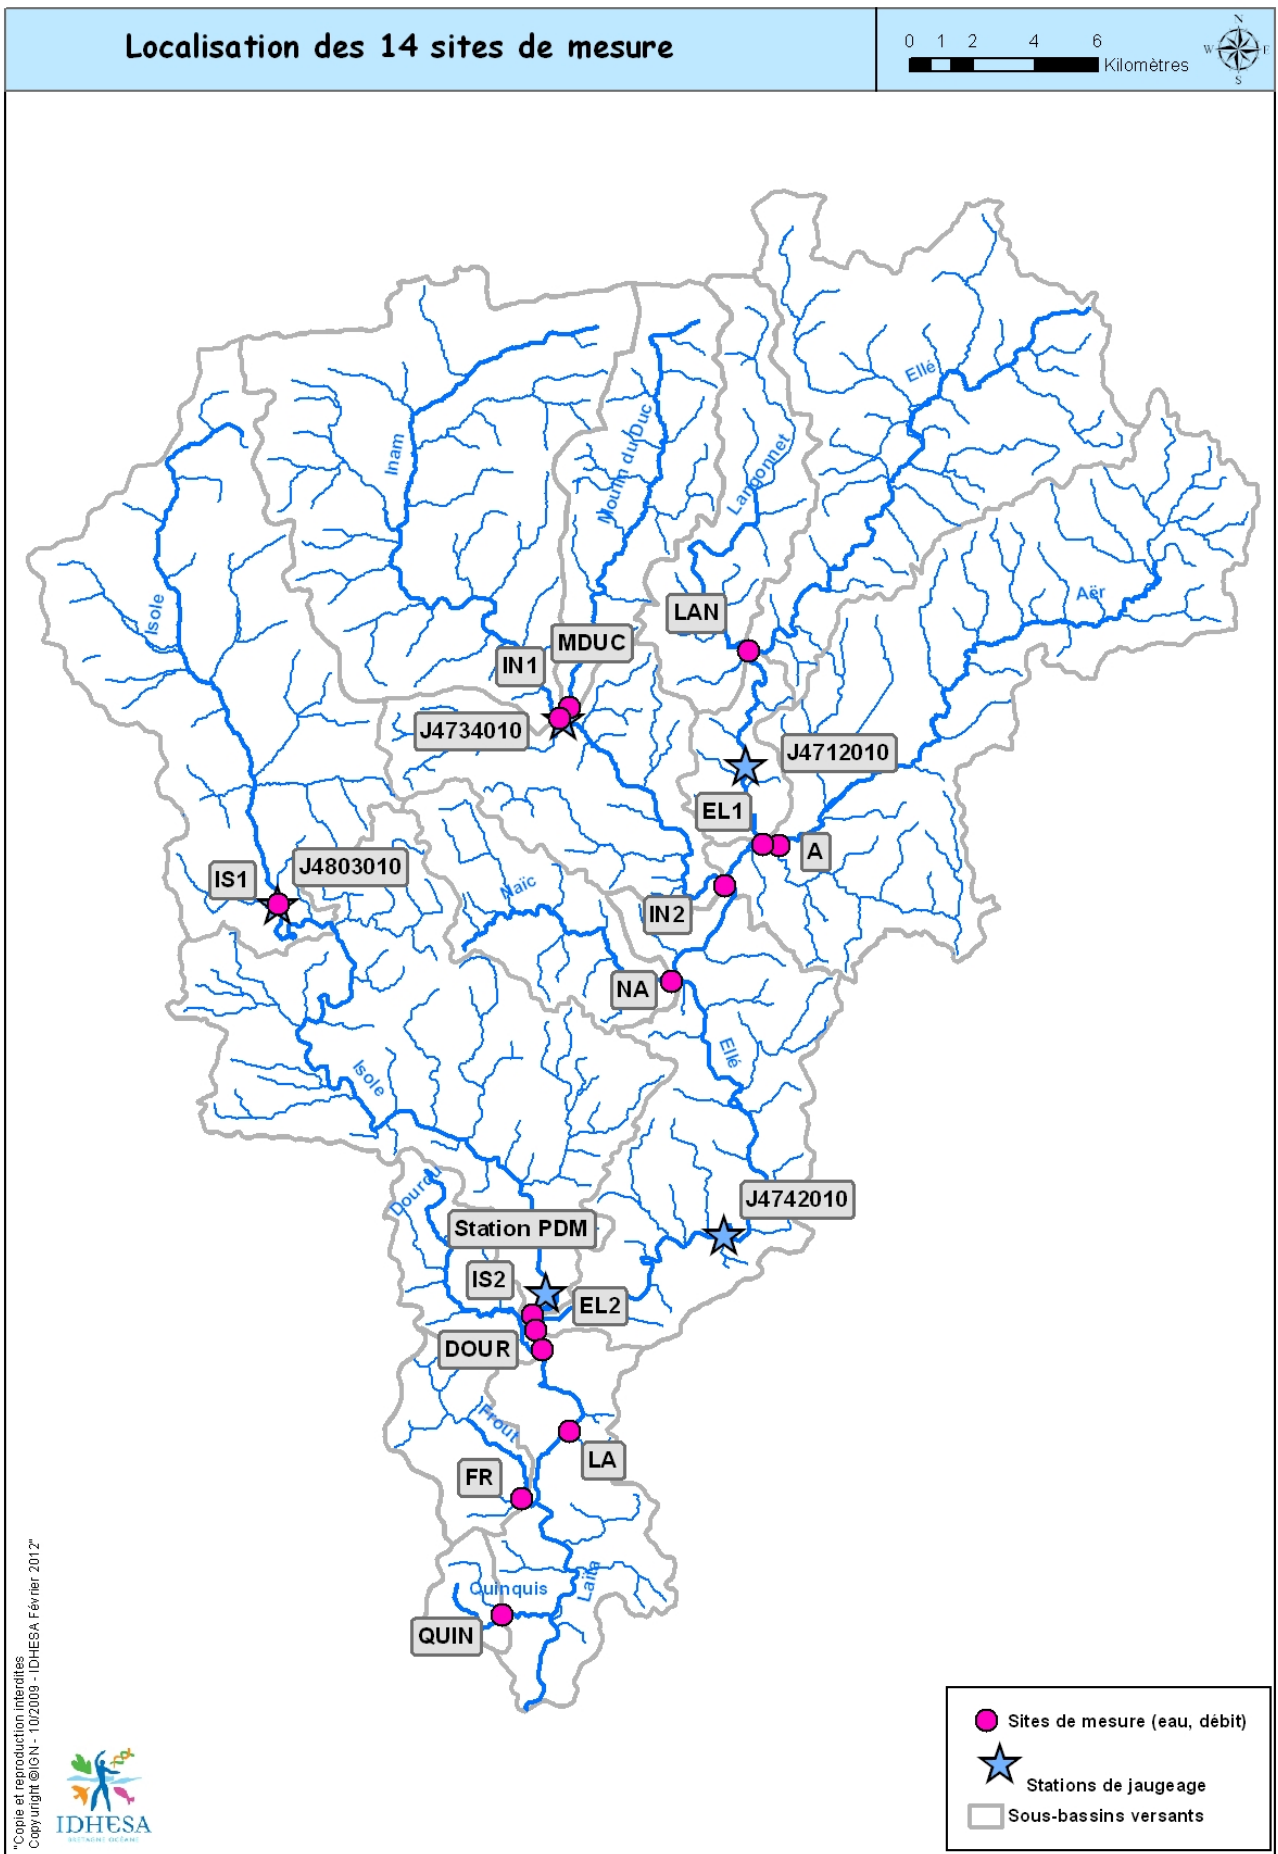 Localisation des 14 sites de mesure
0 1 2 4 6
Kilomètres
N
W E
S
Ellé
Inam
Moulin du Duc
Langonnet
Aër
Isole
LAN
MDUC
IN1
J4734010
J4712010
EL1
A
J4803010
IS1
Naïc
IN2
NA
Ellé
Isole
Dourdu
J4742010
Station PDM
IS2
EL2
DOUR
Frout
LA
FR
Quinquis
Laïta
QUIN
Sites de mesure (eau, débit)
Stations de jaugeage
Sous-bassins versants
"Copie et reproduction interdites
Copyright ©IGN - 10/2009 - IDHESA Février 2012"
IDHESA
BRETAGNE OCÉANE